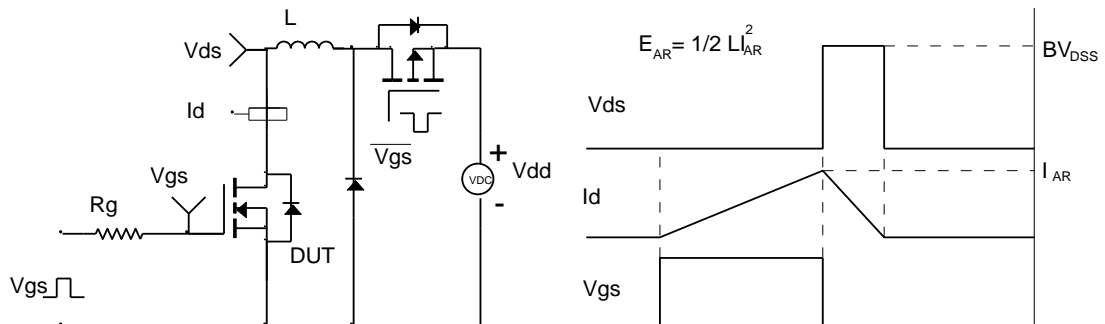 L
Vds
Id
Vgs
Vgs
Rg
DUT
Vgs
+
VDC
Vdd
-
E_AR = 1/2 LI_AR^2
BV_DSS
Vds
I_AR
Id
Vgs